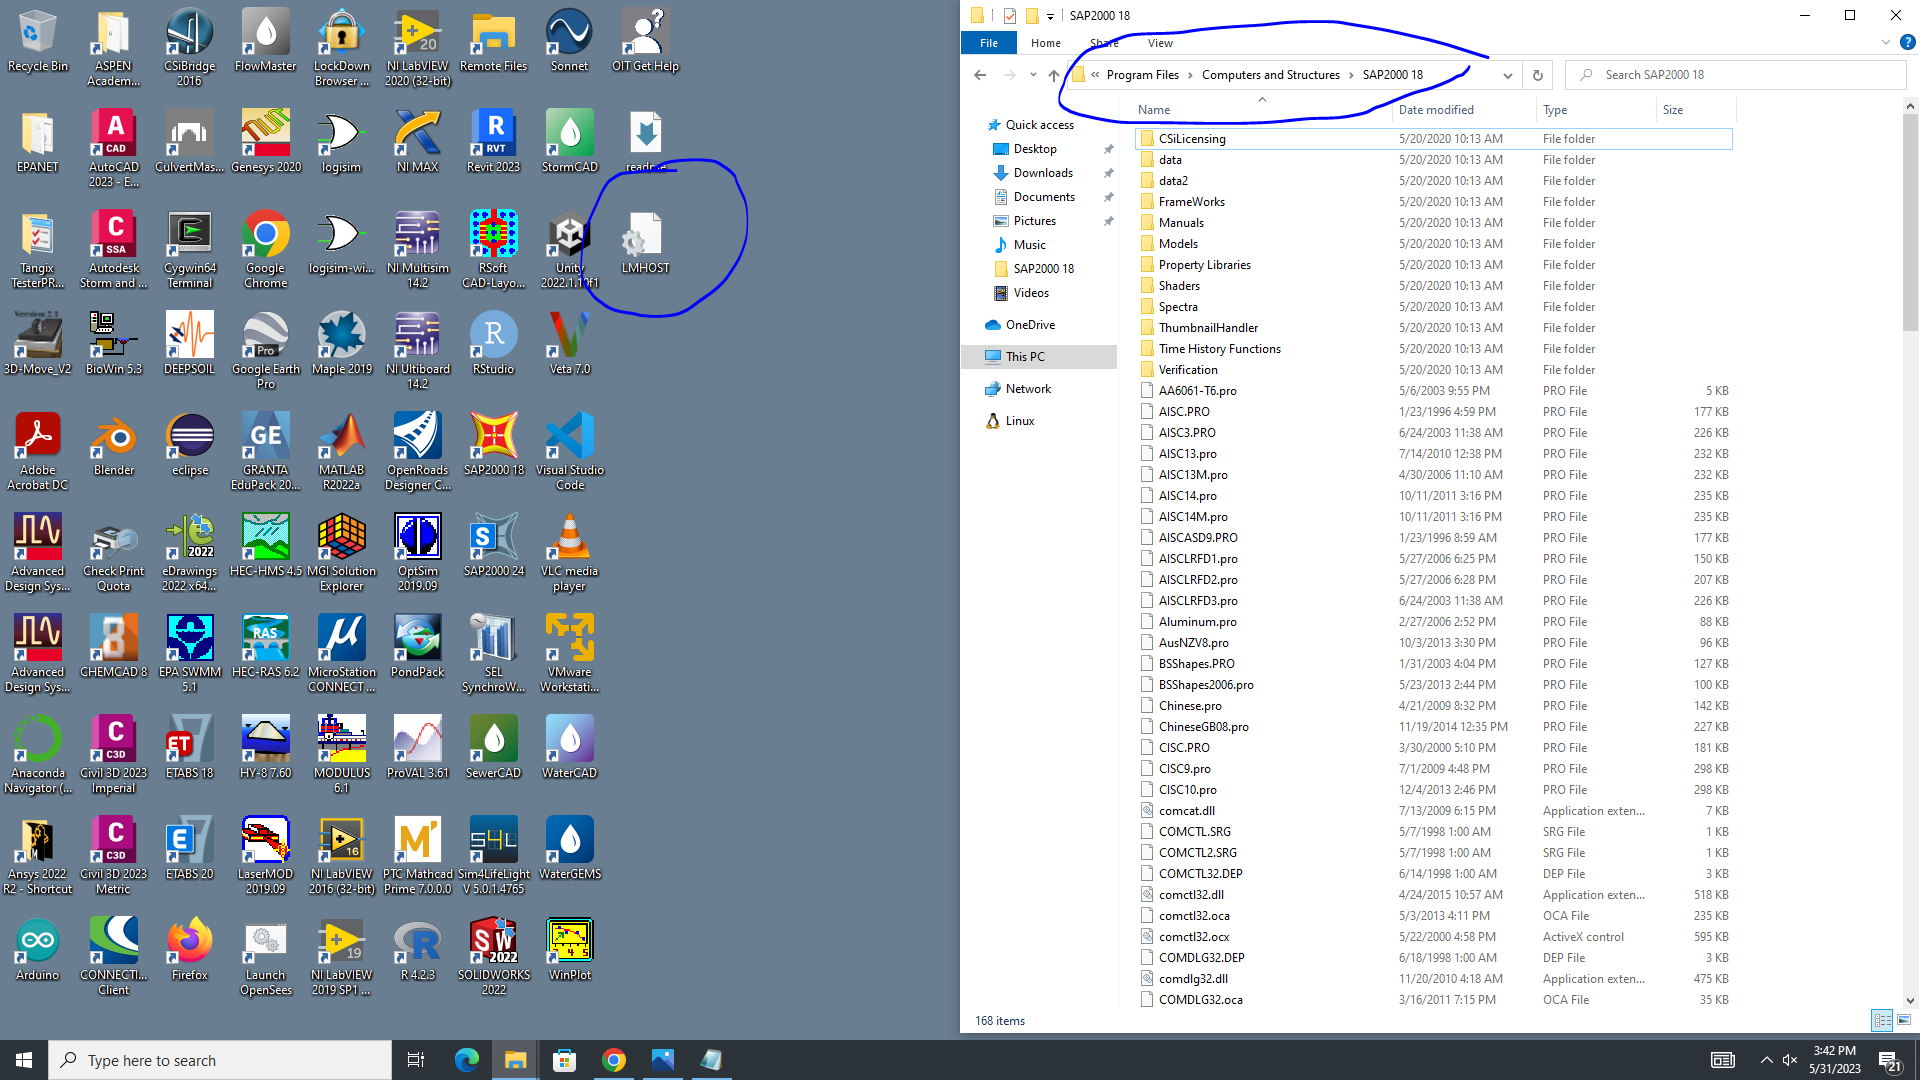 Recycle Bin
ASPEN
Academ...
CSiBridge
2016
FlowMaster
LockDown
Browser ...
NI LabVIEW
2020 (32-bit)
Remote Files
Sonnet
OIT Get Help
EPANET
AutoCAD
2023 - E...
CulvertMas...
Genesys 2020
logisim
NI MAX
Revit 2023
StormCAD
readme
Tangix
TesterPR...
Autodesk
Storm and ...
Cygwin64
Terminal
Google
Chrome
logisim-wi...
NI Multisim
14.2
RSoft
CAD-Layo...
Unity
2022.1.10f1
LMHOST
3D-Move_V2
BioWin 5.3
DEEPSOIL
Google Earth
Pro
Maple 2019
NI Ultiboard
14.2
RStudio
Veta 7.0
Adobe
Acrobat DC
Blender
eclipse
GRANTA
EduPack 20...
MATLAB
R2022a
OpenRoads
Designer C...
SAP2000 18
Visual Studio
Code
Advanced
Design Sys...
Check Print
Quota
eDrawings
2022 x64...
HEC-HMS 4.5
MGI Solution
Explorer
OptSim
2019.09
SAP2000 24
VLC media
player
Advanced
Design Sys...
CHEMCAD 8
EPA SWMM
5.1
HEC-RAS 6.2
MicroStation
CONNECT ...
PondPack
SEL
SynchroW...
VMware
Workstati...
Anaconda
Navigator (...
Civil 3D 2023
Imperial
ETABS 18
HY-8 7.60
MODULUS
6.1
ProVAL 3.61
SewerCAD
WaterCAD
Ansys 2022
R2 - Shortcut
Civil 3D 2023
Metric
ETABS 20
LaserMOD
2019.09
NI LabVIEW
2016 (32-bit)
PTC Mathcad
Prime 7.0.0.0
Sim4LifeLight
V 5.0.1.4765
WaterGEMS
Arduino
CONNECTI...
Client
Firefox
Launch
OpenSees
NI LabVIEW
2019 SP1 ...
R 4.2.3
SOLIDWORKS
2022
WinPlot
SAP2000 18
File Home Share View
« Program Files › Computers and Structures › SAP2000 18
Search SAP2000 18
Quick access
Desktop
Downloads
Documents
Pictures
Music
SAP2000 18
Videos
OneDrive
This PC
Network
Linux
Name Date modified Type Size
CSiLicensing 5/20/2020 10:13 AM File folder
data 5/20/2020 10:13 AM File folder
data2 5/20/2020 10:13 AM File folder
FrameWorks 5/20/2020 10:13 AM File folder
Manuals 5/20/2020 10:13 AM File folder
Models 5/20/2020 10:13 AM File folder
Property Libraries 5/20/2020 10:13 AM File folder
Shaders 5/20/2020 10:13 AM File folder
Spectra 5/20/2020 10:13 AM File folder
ThumbnailHandler 5/20/2020 10:13 AM File folder
Time History Functions 5/20/2020 10:13 AM File folder
Verification 5/20/2020 10:13 AM File folder
AA6061-T6.pro 5/6/2003 9:55 PM PRO File 5 KB
AISC.PRO 1/23/1996 4:59 PM PRO File 177 KB
AISC3.PRO 6/24/2003 11:38 AM PRO File 226 KB
AISC13.pro 7/14/2010 12:38 PM PRO File 232 KB
AISC13M.pro 4/30/2006 11:10 AM PRO File 232 KB
AISC14.pro 10/11/2011 3:16 PM PRO File 235 KB
AISC14M.pro 10/11/2011 3:16 PM PRO File 235 KB
AISCASD9.PRO 1/23/1996 8:59 AM PRO File 177 KB
AISCLRFD1.pro 5/27/2006 6:25 PM PRO File 150 KB
AISCLRFD2.pro 5/27/2006 6:28 PM PRO File 207 KB
AISCLRFD3.pro 6/24/2003 11:38 AM PRO File 226 KB
Aluminum.pro 2/27/2006 2:52 PM PRO File 88 KB
AusNZV8.pro 10/3/2013 3:30 PM PRO File 96 KB
BSShapes.PRO 1/31/2003 4:04 PM PRO File 127 KB
BSShapes2006.pro 5/23/2013 2:44 PM PRO File 100 KB
Chinese.pro 4/21/2009 8:32 PM PRO File 142 KB
ChineseGB08.pro 11/19/2014 12:35 PM PRO File 227 KB
CISC.PRO 3/30/2000 5:10 PM PRO File 181 KB
CISC9.pro 7/1/2009 4:48 PM PRO File 298 KB
CISC10.pro 12/4/2013 2:46 PM PRO File 298 KB
comcat.dll 7/13/2009 6:15 PM Application exten... 7 KB
COMCTL.SRG 5/7/1998 1:00 AM SRG File 1 KB
COMCTL2.SRG 5/7/1998 1:00 AM SRG File 1 KB
COMCTL32.DEP 6/14/1998 1:00 AM DEP File 3 KB
comctl32.dll 4/24/2015 10:57 AM Application exten... 518 KB
comctl32.oca 5/3/2013 4:11 PM OCA File 235 KB
comctl32.ocx 5/22/2000 4:58 PM ActiveX control 595 KB
COMDLG32.DEP 6/18/1998 1:00 AM DEP File 3 KB
comdlg32.dll 11/20/2010 4:18 AM Application exten... 475 KB
COMDLG32.oca 3/16/2011 7:15 PM OCA File 35 KB
168 items
Type here to search
3:42 PM
5/31/2023
21